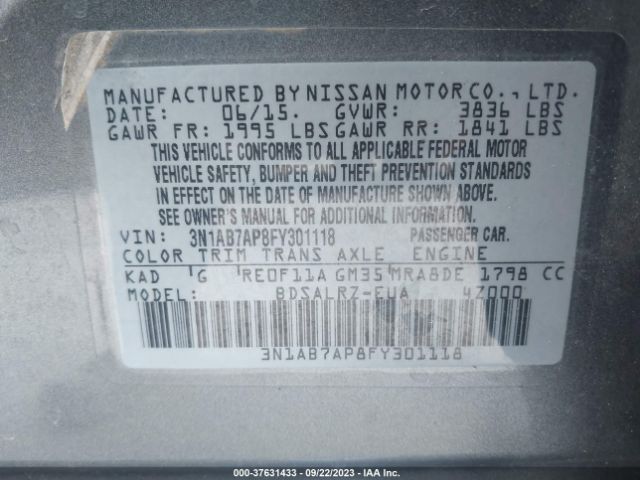 MANUFACTURED BY NISSAN MOTOR CO., LTD.
DATE: 06/15. GVWR: 3836 LBS
GAWR FR: 1995 LBS GAWR RR: 1841 LBS
THIS VEHICLE CONFORMS TO ALL APPLICABLE FEDERAL MOTOR
VEHICLE SAFETY, BUMPER AND THEFT PREVENTION STANDARDS
IN EFFECT ON THE DATE OF MANUFACTURE SHOWN ABOVE.
SEE OWNER'S MANUAL FOR ADDITIONAL INFORMATION.
VIN: 3N1AB7AP8FY301118 PASSENGER CAR.
COLOR TRIM TRANS AXLE ENGINE
KAD G RE0F11A GM35 MRA8DE 1798 CC
MODEL: BDSALRZ-EUA 4Z000
3N1AB7AP8FY301118
000-37631433 - 09/22/2023 - IAA Inc.